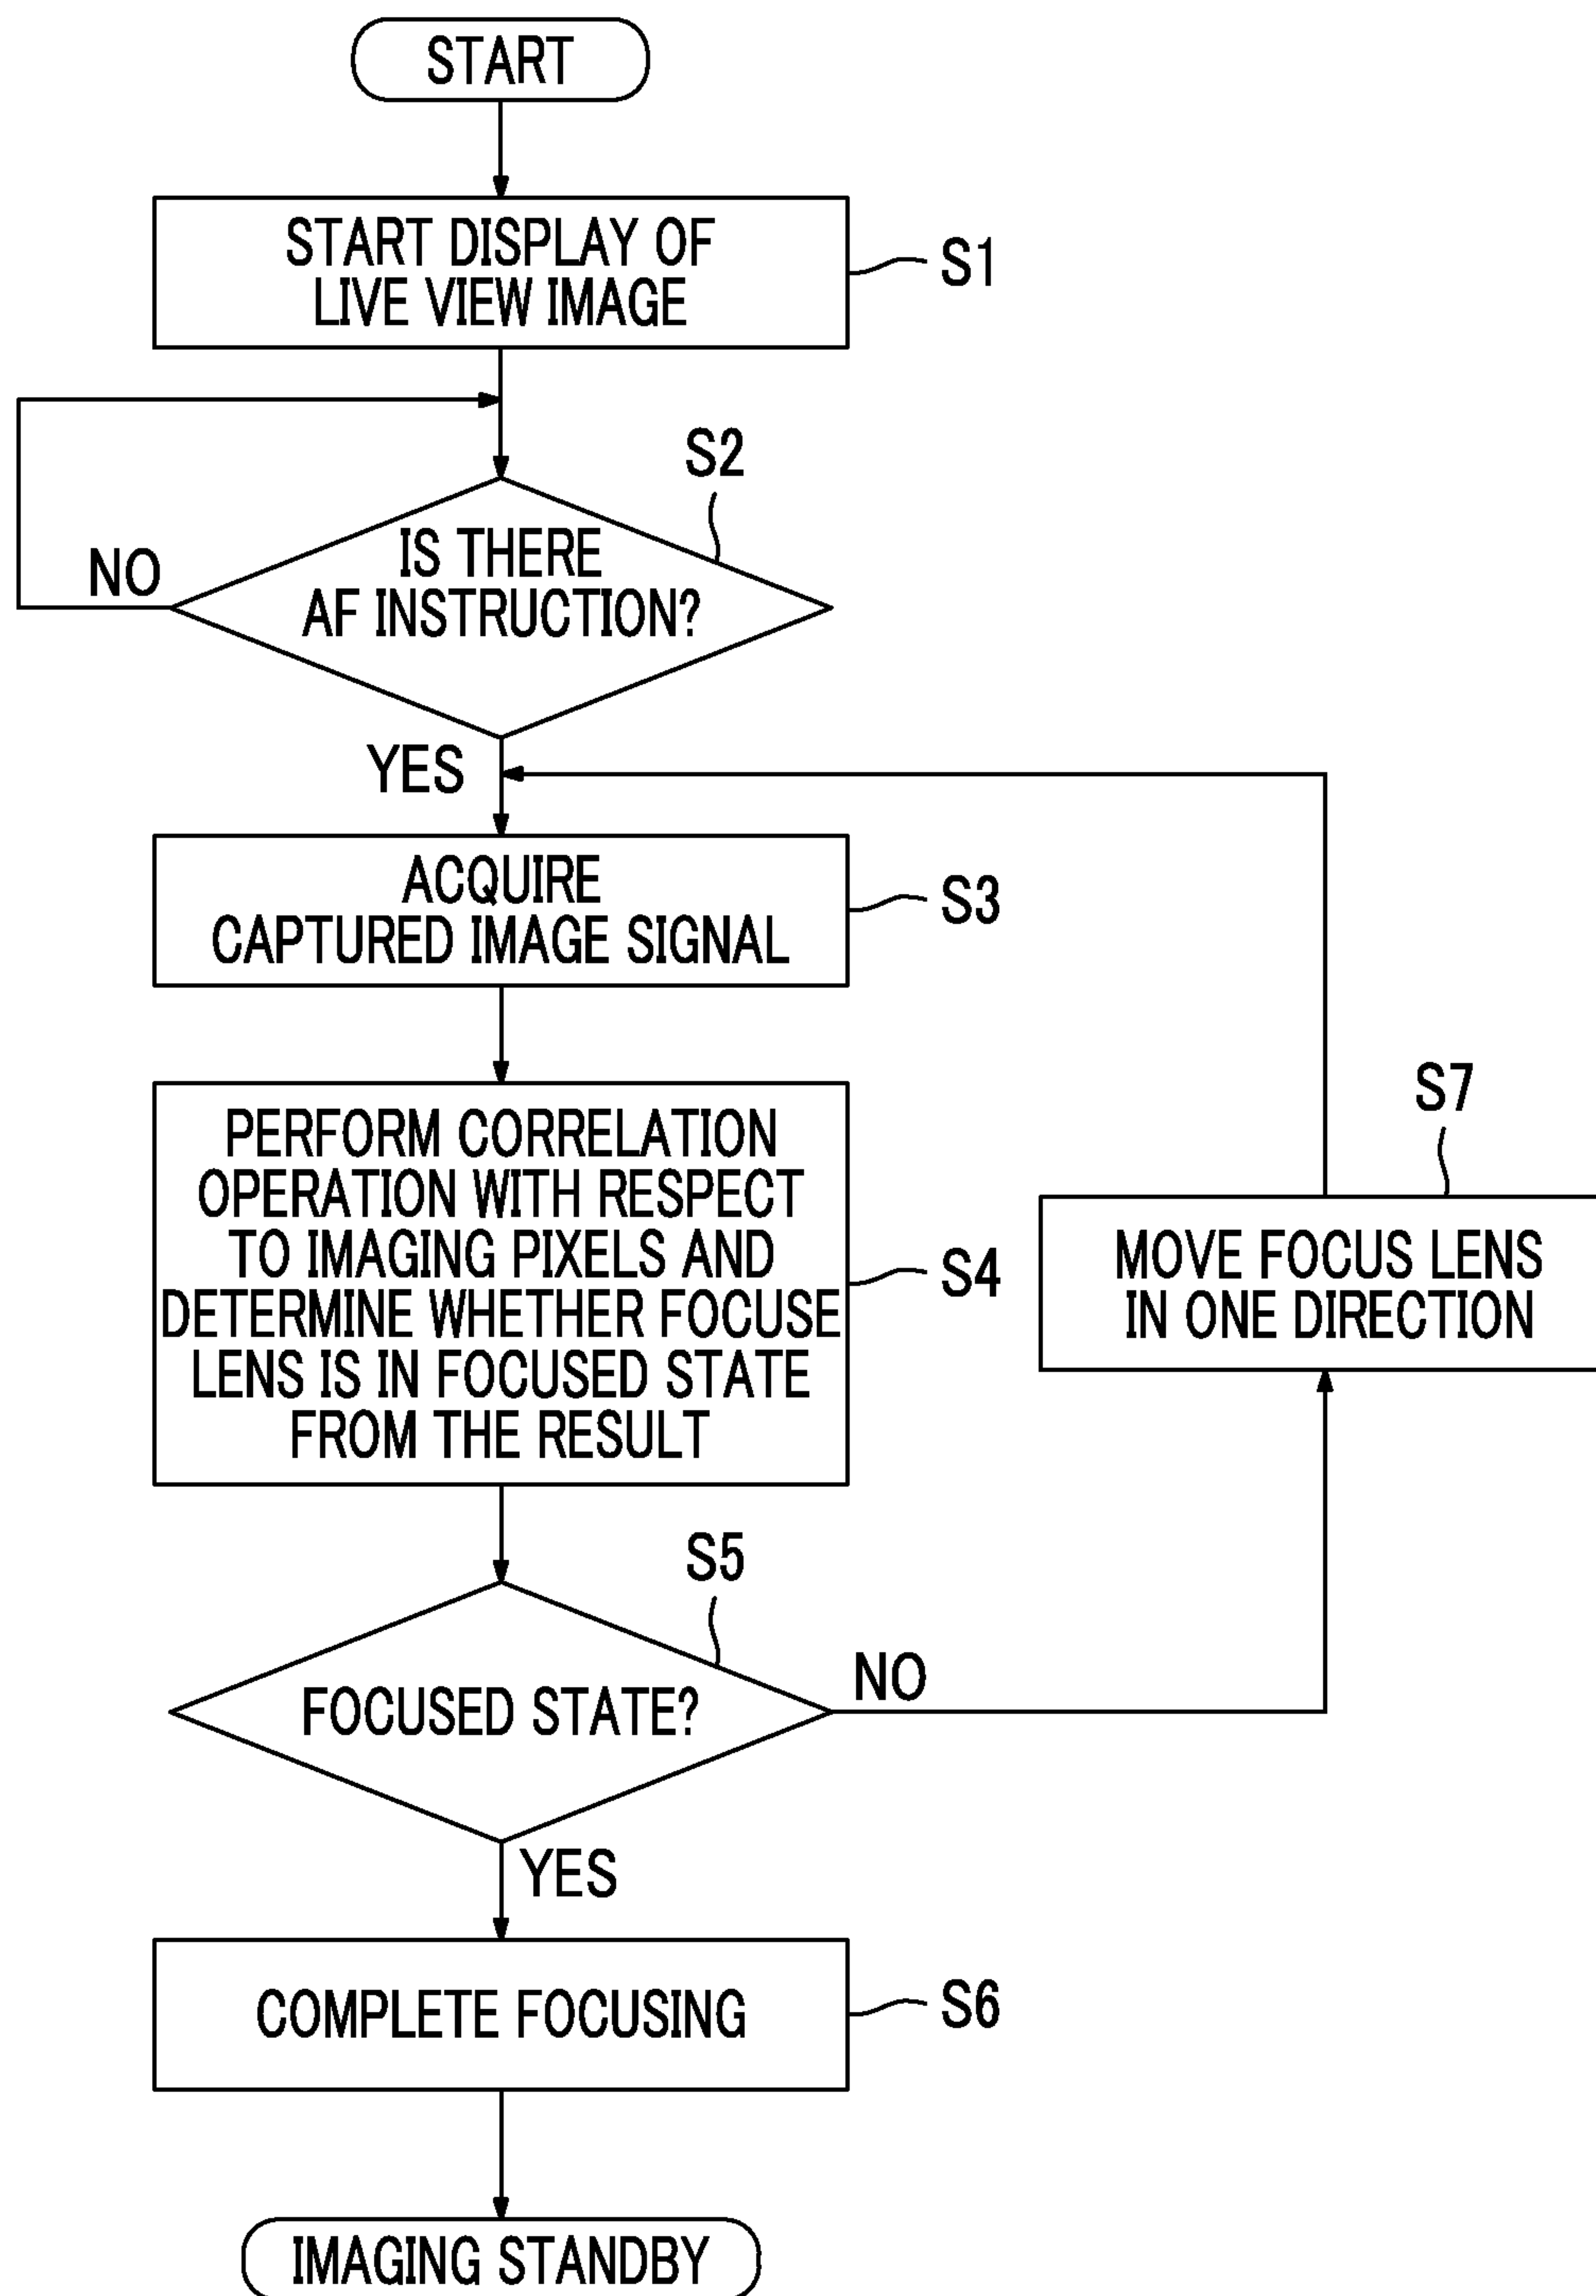 START
START DISPLAY OF
LIVE VIEW IMAGE
S1
S2
IS THERE
AF INSTRUCTION?
NO
YES
ACQUIRE
CAPTURED IMAGE SIGNAL
S3
PERFORM CORRELATION
OPERATION WITH RESPECT
TO IMAGING PIXELS AND
DETERMINE WHETHER FOCUSE
LENS IS IN FOCUSED STATE
FROM THE RESULT
S4
S7
MOVE FOCUS LENS
IN ONE DIRECTION
S5
FOCUSED STATE?
NO
YES
COMPLETE FOCUSING
S6
IMAGING STANDBY